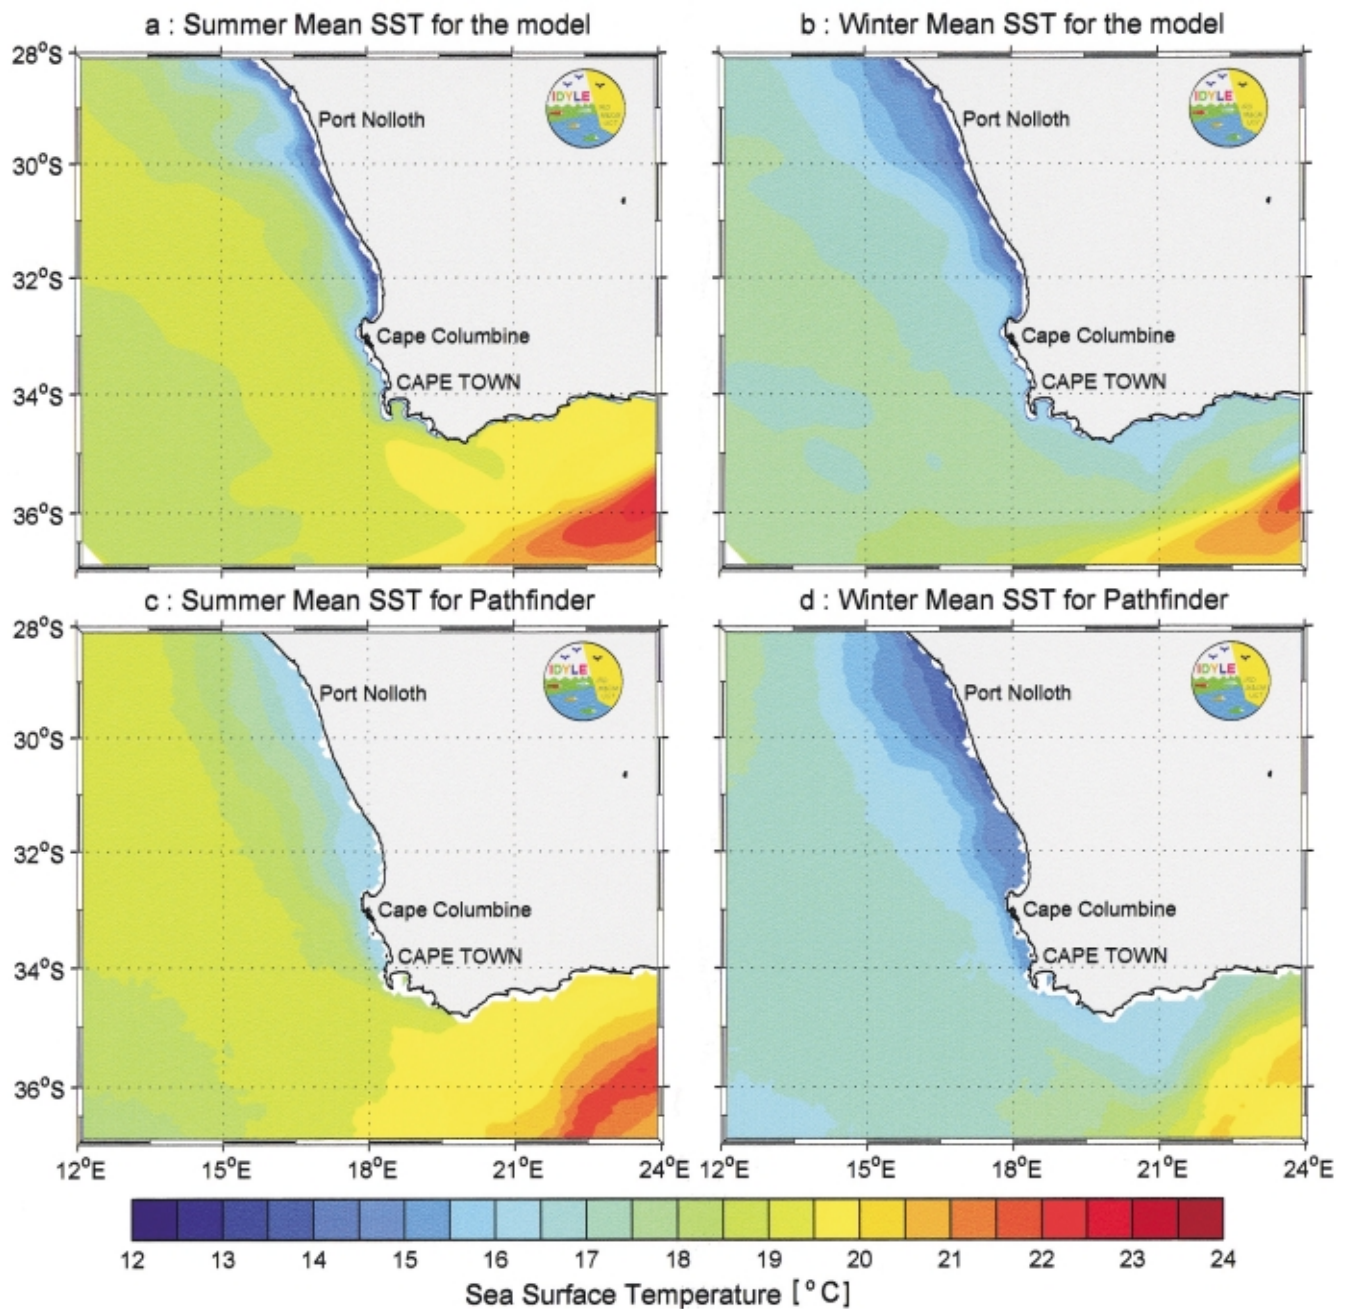 a : Summer Mean SST for the model
b : Winter Mean SST for the model
28°S
30°S
32°S
34°S
36°S
Port Nolloth
Cape Columbine
CAPE TOWN
IDYLE
Port Nolloth
Cape Columbine
CAPE TOWN
IDYLE
c : Summer Mean SST for Pathfinder
d : Winter Mean SST for Pathfinder
28°S
30°S
32°S
34°S
36°S
Port Nolloth
Cape Columbine
CAPE TOWN
IDYLE
Port Nolloth
Cape Columbine
CAPE TOWN
IDYLE
12°E 15°E 18°E 21°E 24°E 12°E 15°E 18°E 21°E 24°E
12 13 14 15 16 17 18 19 20 21 22 23 24
Sea Surface Temperature [°C]